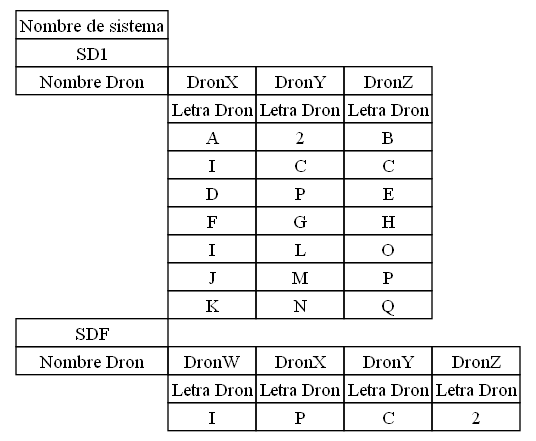 Nombre de sistema
SD1
Nombre Dron DronX DronY DronZ
Letra Dron Letra Dron Letra Dron
A 2 B
I C C
D P E
F G H
I L O
J M P
K N Q
SDF
Nombre Dron DronW DronX DronY DronZ
Letra Dron Letra Dron Letra Dron Letra Dron
I P C 2